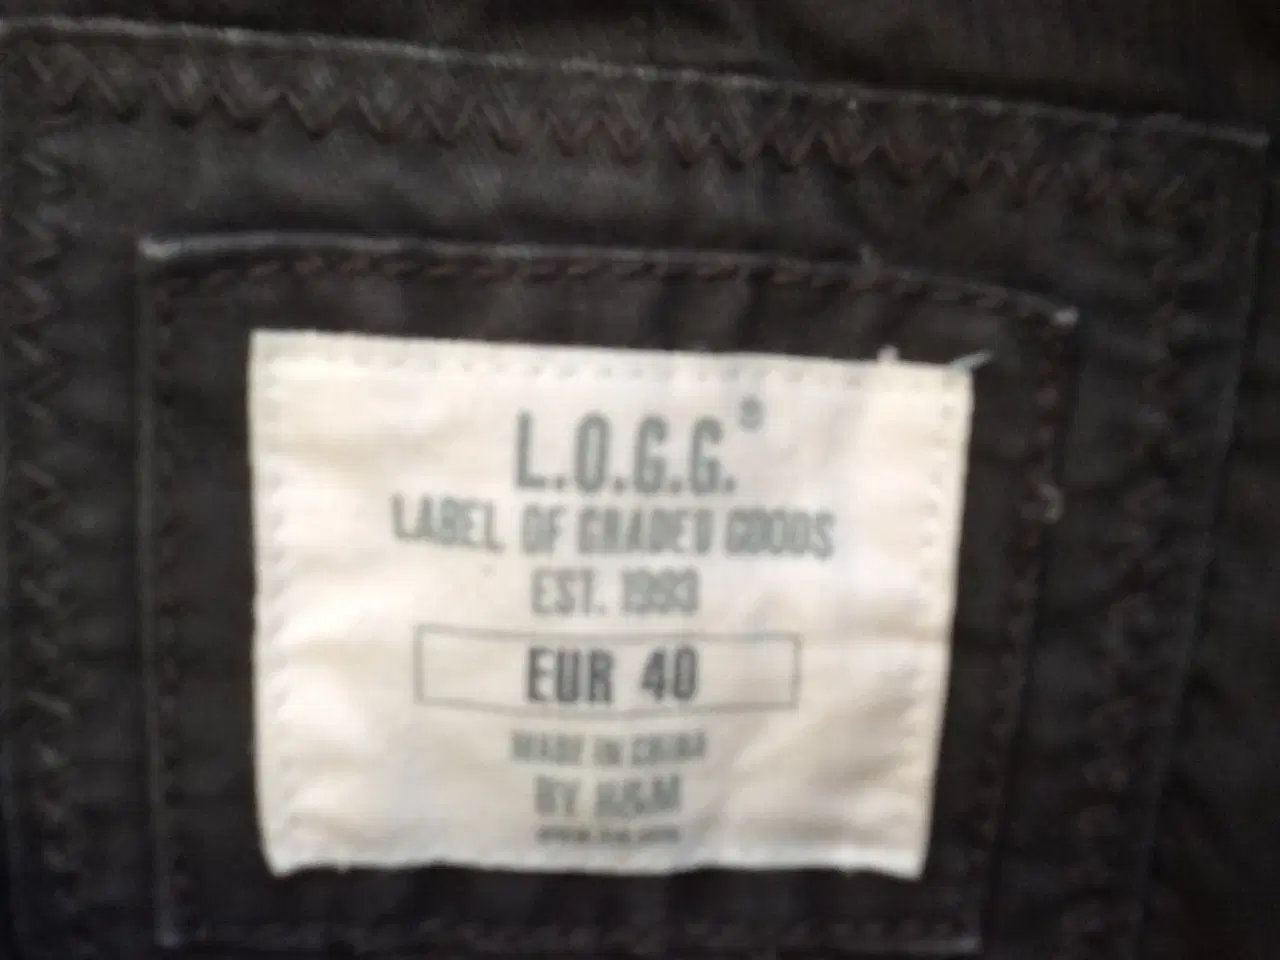 L.O.G.G.®
LABEL OF GRADED GOODS
EST. 1993
EUR 40
MADE IN CHINA
BY H&M